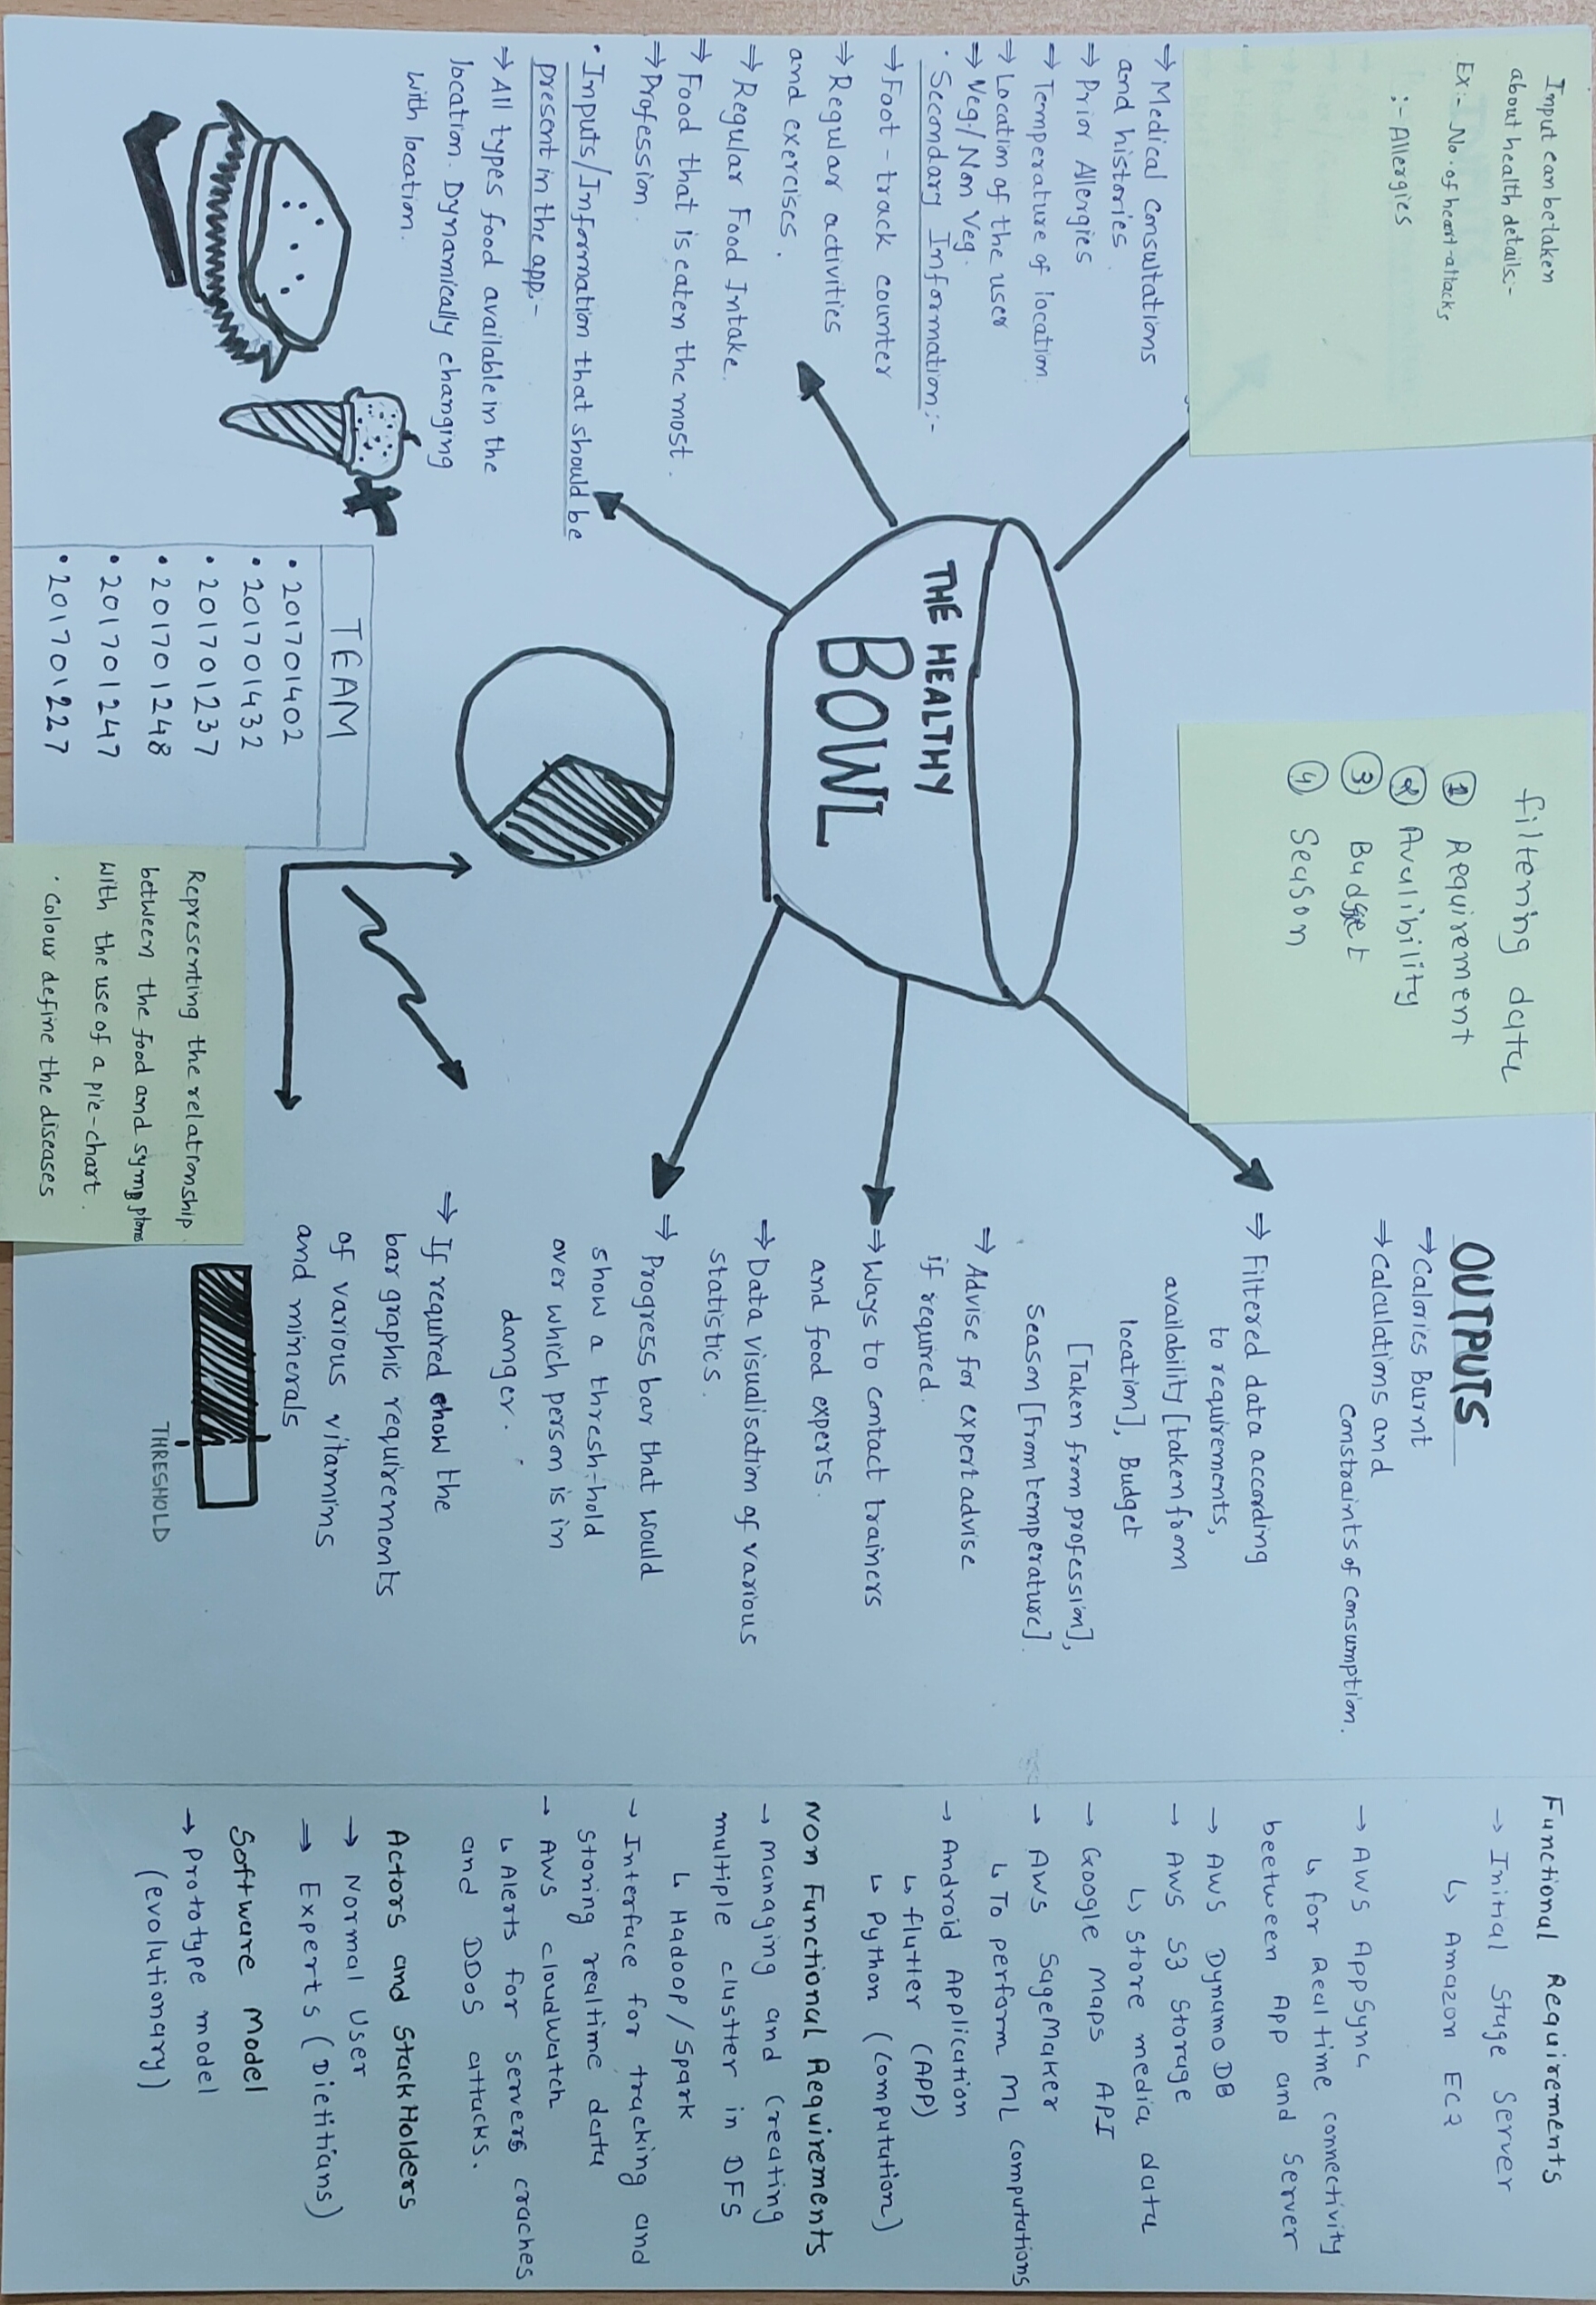 Input can be taken
about health details:-
Ex:- No. of heart-attacks
:- Allergies
⇒ Medical consultations
and histories.
⇒ Prior Allergies
⇒ Temperature of location
⇒ Location of the user
⇒ Veg./Non Veg.
• Secondary Information:-
⇒ Foot-track counter
⇒ Regular activities
and exercises.
⇒ Regular Food Intake.
⇒ Food that is eaten the most.
⇒ Profession.
• Inputs/Information that should be
present in the app:-
⇒ All types food available in the
location. Dynamically changing
with location.
THE HEALTHY
BOWL
filtering data
① Requirement
② Avalibility
③ Budget
④ Season
TEAM
• 201701402
• 201701432
• 201701237
• 201701248
• 201701247
• 201701227
Representing the relationship
between the food and symptoms
with the use of a pie-chart.
• Colour define the diseases
OUTPUTS
⇒ Calories Burnt
⇒ Calculations and
constraints of consumption.
⇒ Filtered data according
to requirements,
availability [taken from
location], Budget
[Taken from profession],
Season [From temperature].
⇒ Advise for expert advise
if required.
⇒ Ways to contact trainers
and food experts.
⇒ Data visualisation of various
statistics.
⇒ Progress bar that would
show a thresh-hold
over which person is in
danger.
⇒ If required show the
bar graphic requirements
of various vitamins
and minerals
THRESHOLD
Functional Requirements
→ Initial Stage Server
↳ Amazon EC2
→ AWS AppSync
↳ for Real time connectivity
beetween App and Server
→ AWS Dynamo DB
→ AWS S3 Storage
↳ Store media data
→ Google Maps API
→ AWS SageMaker
↳ To perform ML computations
→ Android Application
↳ flutter (APP)
↳ Python (Computution)
Non Functional Requirements
→ managing and creating
multiple clustter in DFS
↳ Hadoop/Spark
→ Interface for tracking and
storing realtime data
→ AWS cloudwatch
↳ Alerts for servers craches
and DDoS attacks.
Actors and StackHolders
→ Normal User
→ Experts (Dietitians)
Software Model
→ Prototype model
(evolutionary)